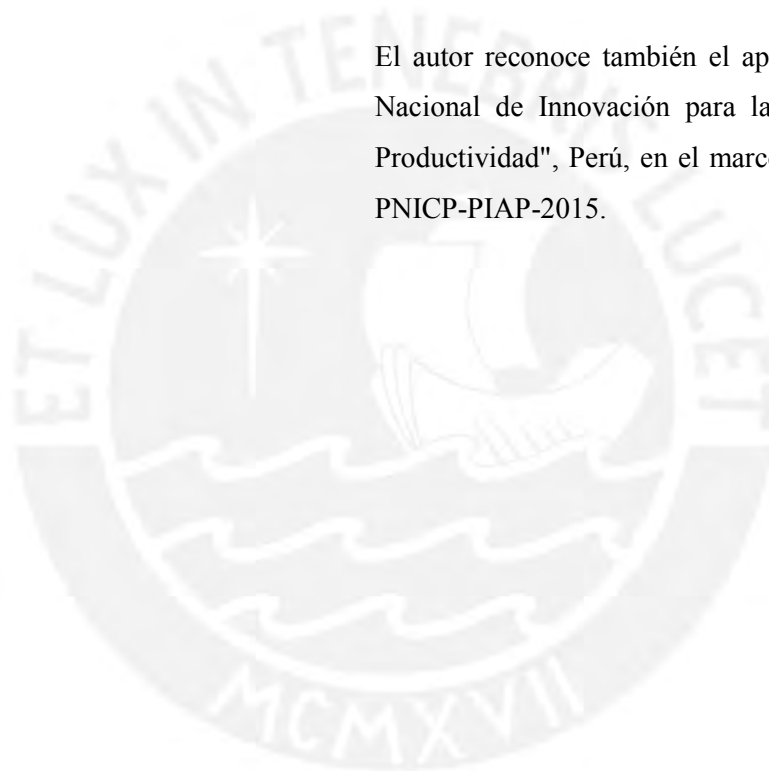 El autor reconoce también el ap
Nacional de Innovación para la
Productividad", Perú, en el marc
PNICP-PIAP-2015.
ET LUX IN TENEBRIS LUCET
MCMXVII